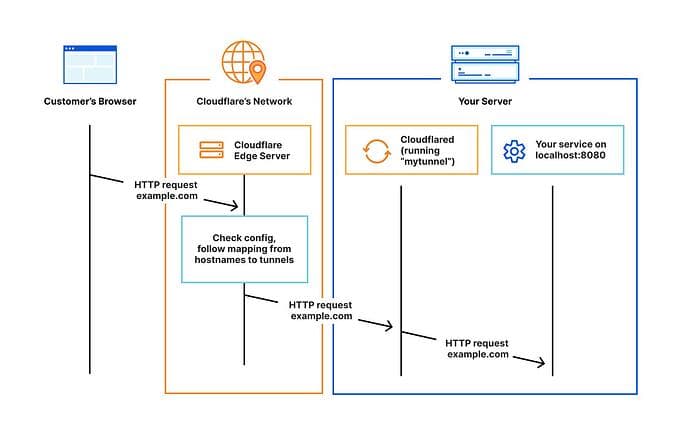 Customer's Browser
Cloudflare's Network
Your Server
Cloudflare
Edge Server
Cloudflared
(running
"mytunnel")
Your service on
localhost:8080
HTTP request
example.com
Check config,
follow mapping from
hostnames to tunnels
HTTP request
example.com
HTTP request
example.com